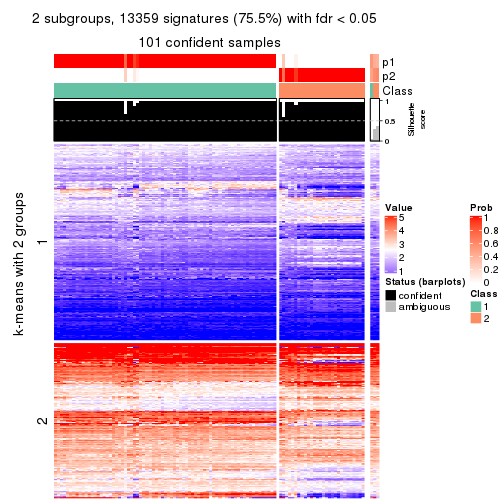 2 subgroups, 13359 signatures (75.5%) with fdr < 0.05
101 confident samples
p1
p2
Class
1
0.5
0
Silhouette
score
k-means with 2 groups
1
2
Value
5
4
3
2
1
Status (barplots)
confident
ambiguous
Prob
1
0.8
0.6
0.4
0.2
0
Class
1
2